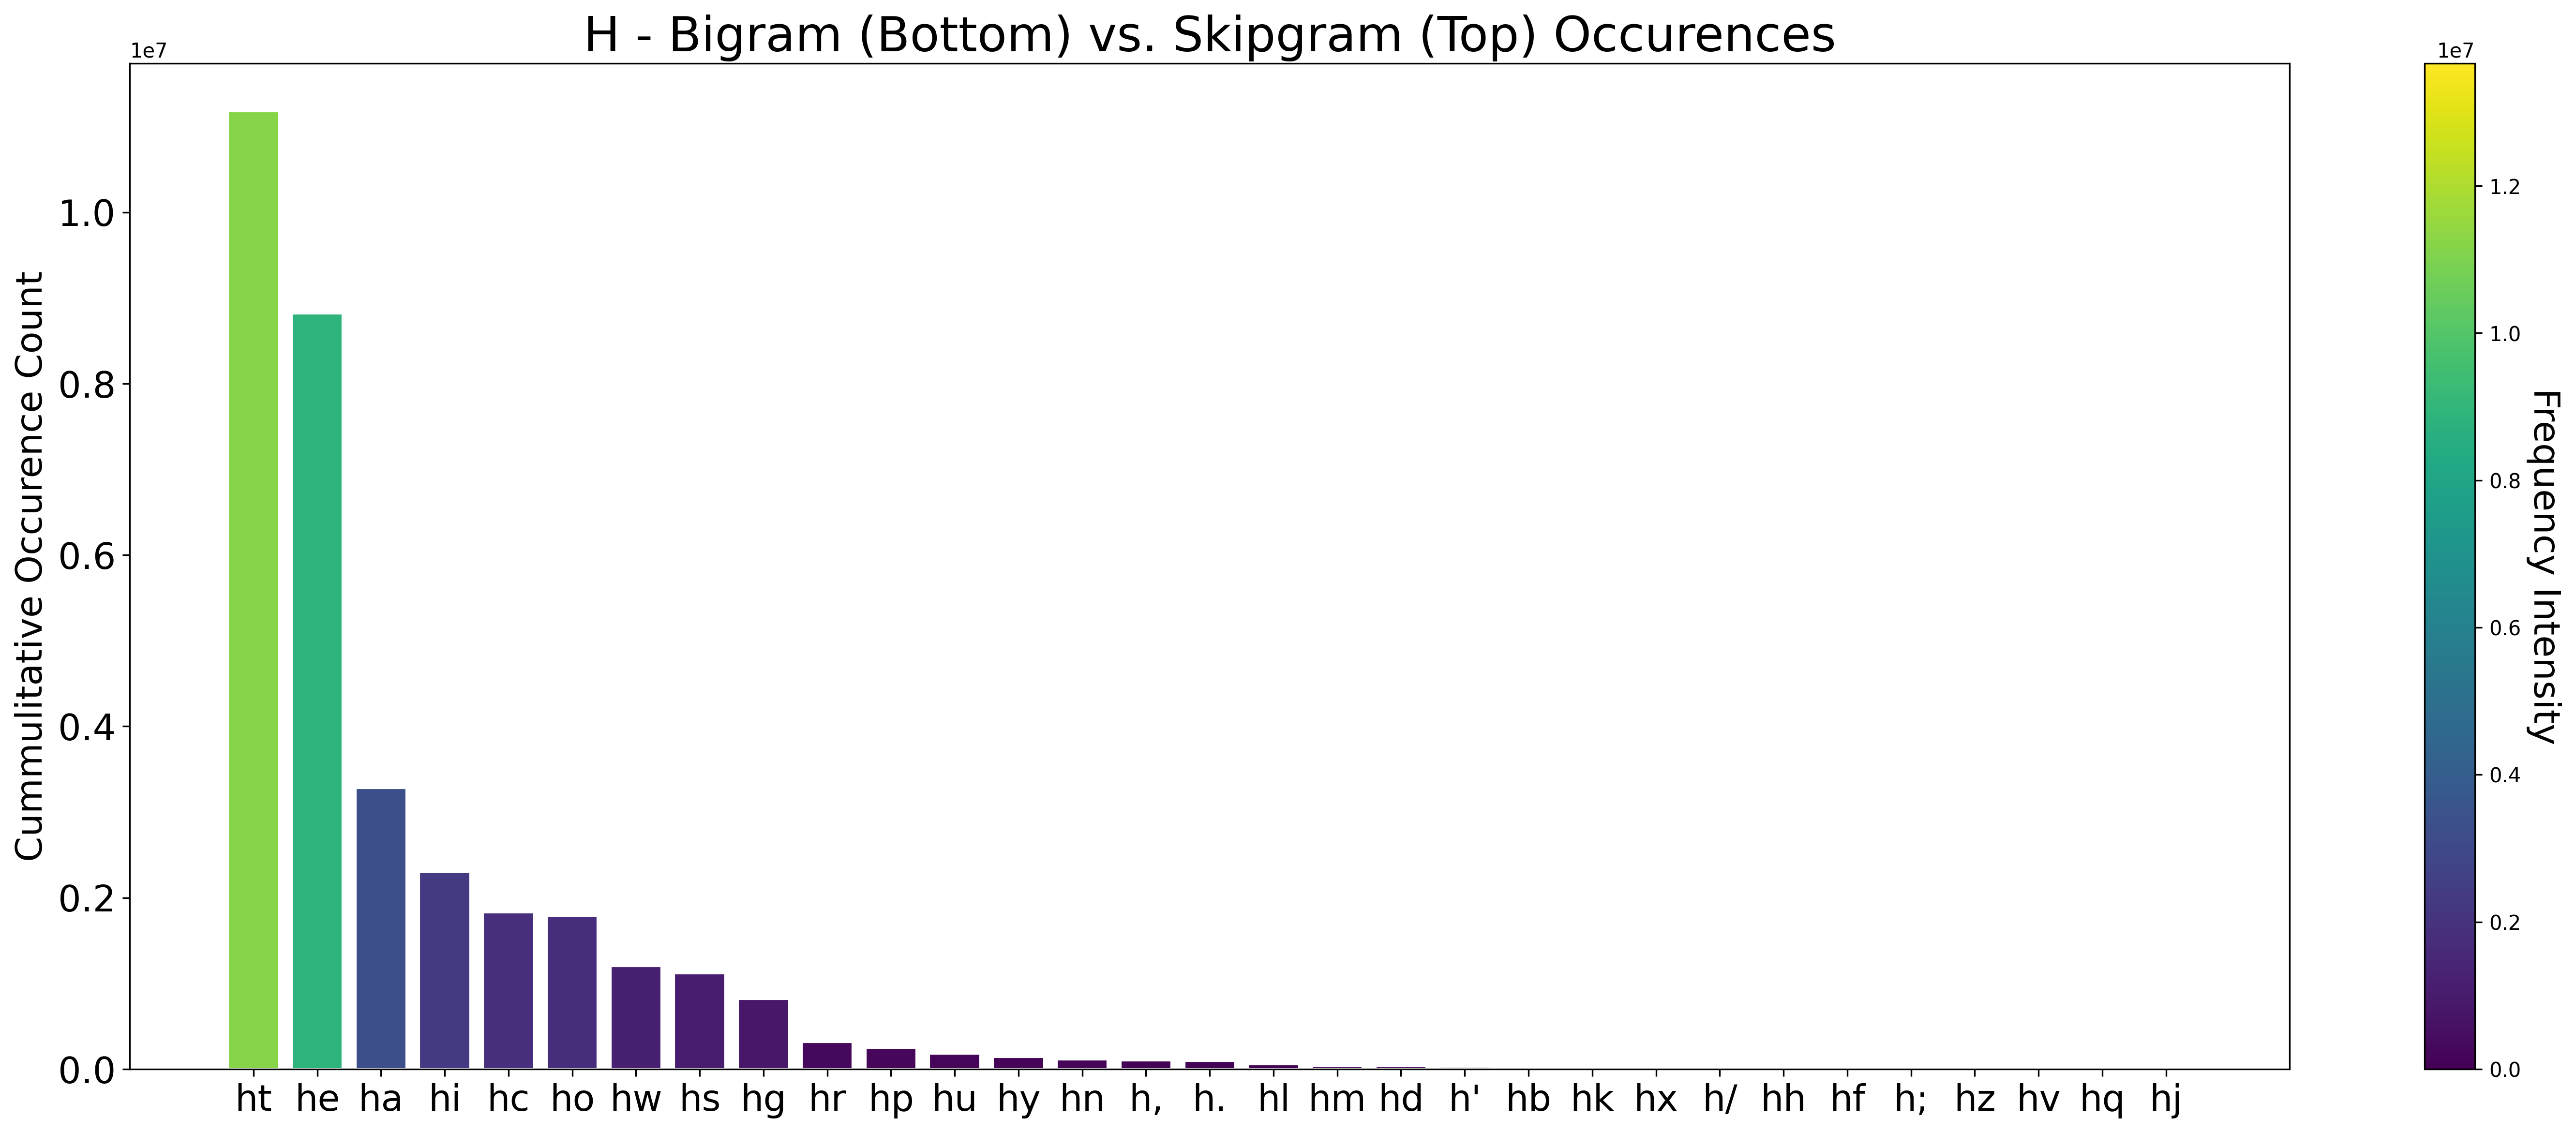 H - Bigram (Bottom) vs. Skipgram (Top) Occurences
1e7
1e7
Cummulitative Occurence Count
1.0
0.8
0.6
0.4
0.2
0.0
ht he ha hi hc ho hw hs hg hr hp hu hy hn h, h. hl hm hd h' hb hk hx h/ hh hf h; hz hv hq hj
1.2
1.0
0.8
0.6
0.4
0.2
0.0
Frequency Intensity